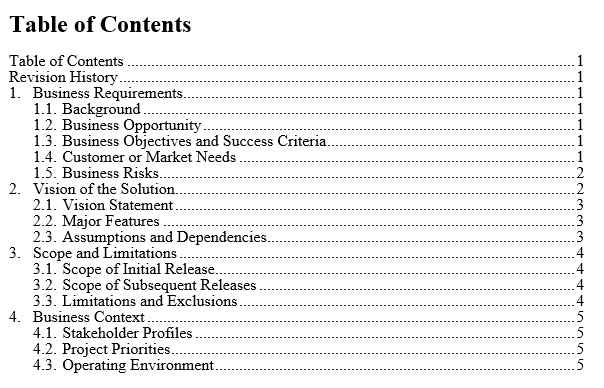 Table of Contents
Table of Contents ........ 1
Revision History ........ 1
1. Business Requirements ........ 1
1.1. Background ........ 1
1.2. Business Opportunity ........ 1
1.3. Business Objectives and Success Criteria ........ 1
1.4. Customer or Market Needs ........ 1
1.5. Business Risks ........ 2
2. Vision of the Solution ........ 2
2.1. Vision Statement ........ 3
2.2. Major Features ........ 3
2.3. Assumptions and Dependencies ........ 3
3. Scope and Limitations ........ 4
3.1. Scope of Initial Release ........ 4
3.2. Scope of Subsequent Releases ........ 4
3.3. Limitations and Exclusions ........ 4
4. Business Context ........ 5
4.1. Stakeholder Profiles ........ 5
4.2. Project Priorities ........ 5
4.3. Operating Environment ........ 5